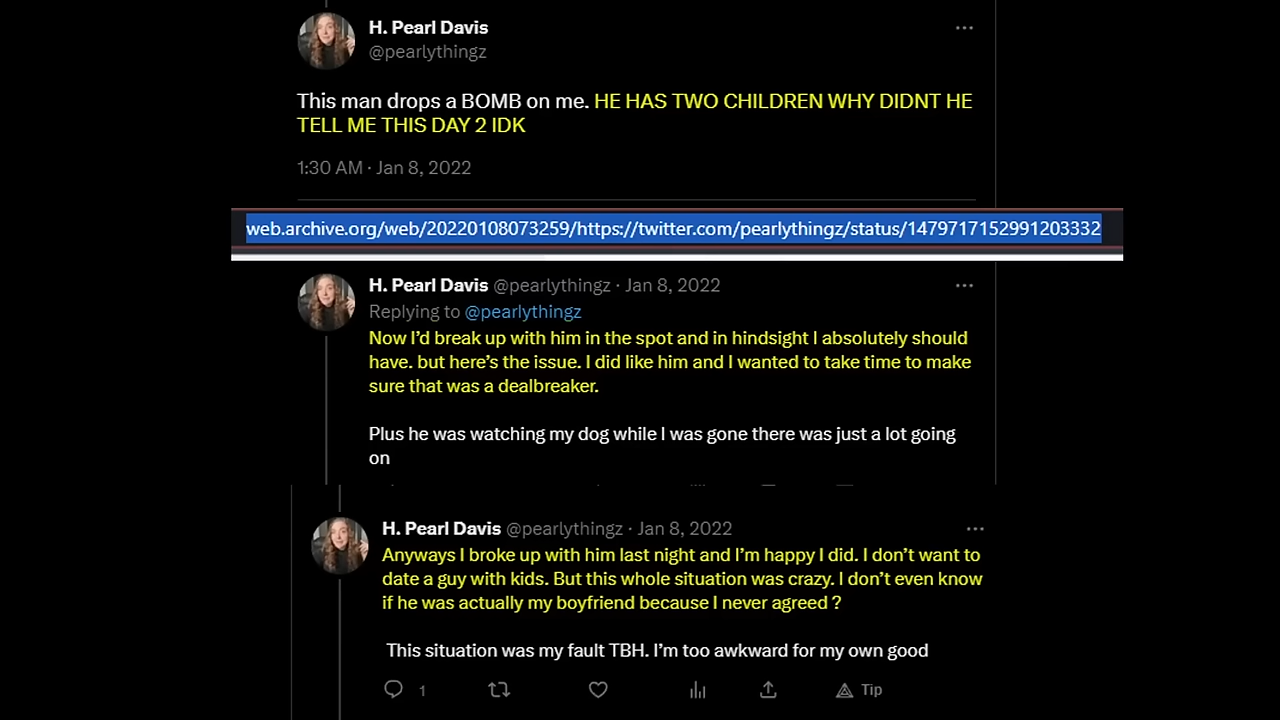 H. Pearl Davis
@pearlythingz
This man drops a BOMB on me. HE HAS TWO CHILDREN WHY DIDNT HE
TELL ME THIS DAY 2 IDK
1:30 AM · Jan 8, 2022
web.archive.org/web/20220108073259/https://twitter.com/pearlythingz/status/1479717152991203332
H. Pearl Davis @pearlythingz · Jan 8, 2022
Replying to @pearlythingz
Now I'd break up with him in the spot and in hindsight I absolutely should
have. but here's the issue. I did like him and I wanted to take time to make
sure that was a dealbreaker.
Plus he was watching my dog while I was gone there was just a lot going
on
H. Pearl Davis @pearlythingz · Jan 8, 2022
Anyways I broke up with him last night and I'm happy I did. I don't want to
date a guy with kids. But this whole situation was crazy. I don't even know
if he was actually my boyfriend because I never agreed ?
This situation was my fault TBH. I'm too awkward for my own good
1 Tip